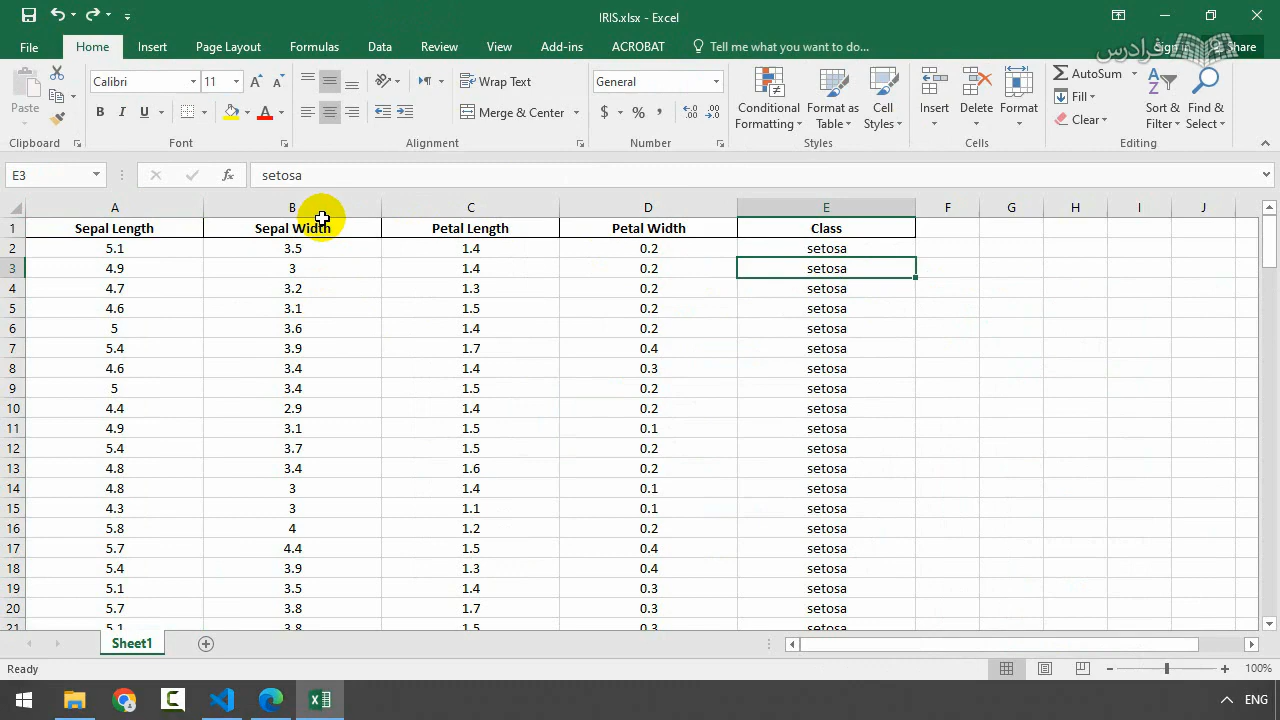 IRIS.xlsx - Excel
File Home Insert Page Layout Formulas Data Review View Add-ins ACROBAT Tell me what you want to do... Share
فرادرس
Paste
Calibri 11
B I U
A A
Wrap Text
Merge & Center
General
$ % ,
Conditional Formatting
Format as Table
Cell Styles
Insert Delete Format
AutoSum
Fill
Clear
Sort & Filter
Find & Select
Clipboard Font Alignment Number Styles Cells Editing
E3 fx setosa
A B C D E F G H I J
1 Sepal Length Sepal Width Petal Length Petal Width Class
2 5.1 3.5 1.4 0.2 setosa
3 4.9 3 1.4 0.2 setosa
4 4.7 3.2 1.3 0.2 setosa
5 4.6 3.1 1.5 0.2 setosa
6 5 3.6 1.4 0.2 setosa
7 5.4 3.9 1.7 0.4 setosa
8 4.6 3.4 1.4 0.3 setosa
9 5 3.4 1.5 0.2 setosa
10 4.4 2.9 1.4 0.2 setosa
11 4.9 3.1 1.5 0.1 setosa
12 5.4 3.7 1.5 0.2 setosa
13 4.8 3.4 1.6 0.2 setosa
14 4.8 3 1.4 0.1 setosa
15 4.3 3 1.1 0.1 setosa
16 5.8 4 1.2 0.2 setosa
17 5.7 4.4 1.5 0.4 setosa
18 5.4 3.9 1.3 0.4 setosa
19 5.1 3.5 1.4 0.3 setosa
20 5.7 3.8 1.7 0.3 setosa
21 5.1 3.8 1.5 0.3 setosa
Sheet1
Ready 100%
ENG